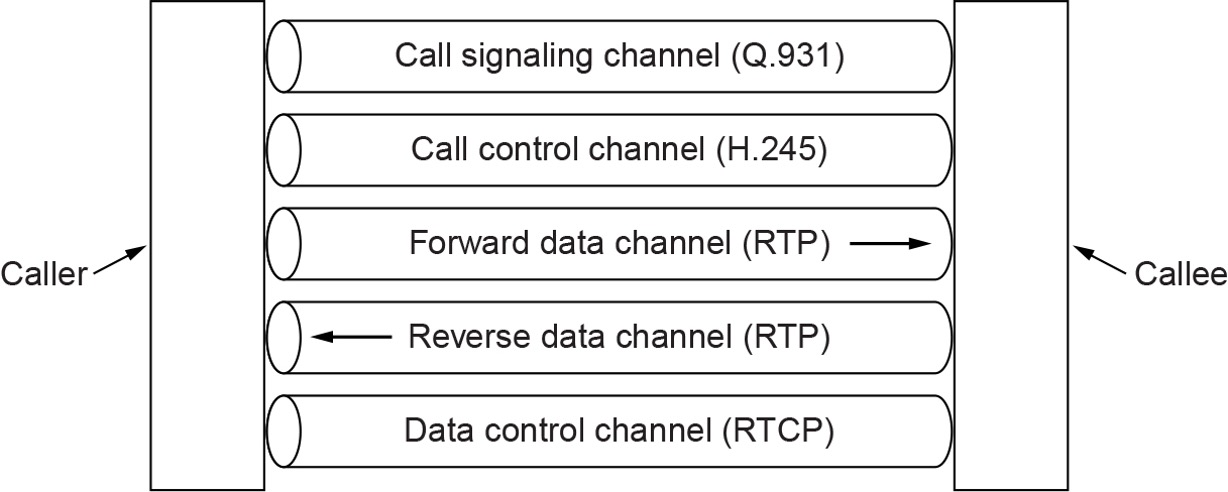 Call signaling channel (Q.931)
Call control channel (H.245)
Forward data channel (RTP)
Caller
Callee
Reverse data channel (RTP)
Data control channel (RTCP)